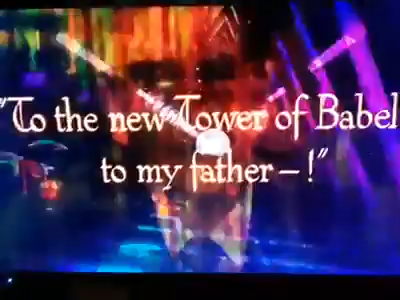 "To the new Tower of Babel
to my father – !"